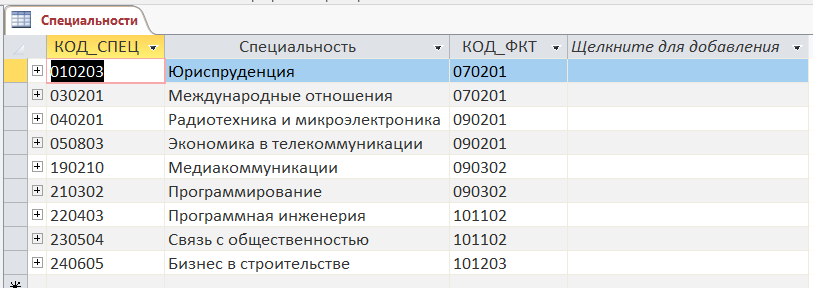 Специальности
КОД_СПЕЦ Специальность КОД_ФКТ Щелкните для добавления
010203 Юриспруденция 070201
030201 Международные отношения 070201
040201 Радиотехника и микроэлектроника 090201
050803 Экономика в телекоммуникации 090201
190210 Медиакоммуникации 090302
210302 Программирование 090302
220403 Программная инженерия 101102
230504 Связь с общественностью 101102
240605 Бизнес в строительстве 101203